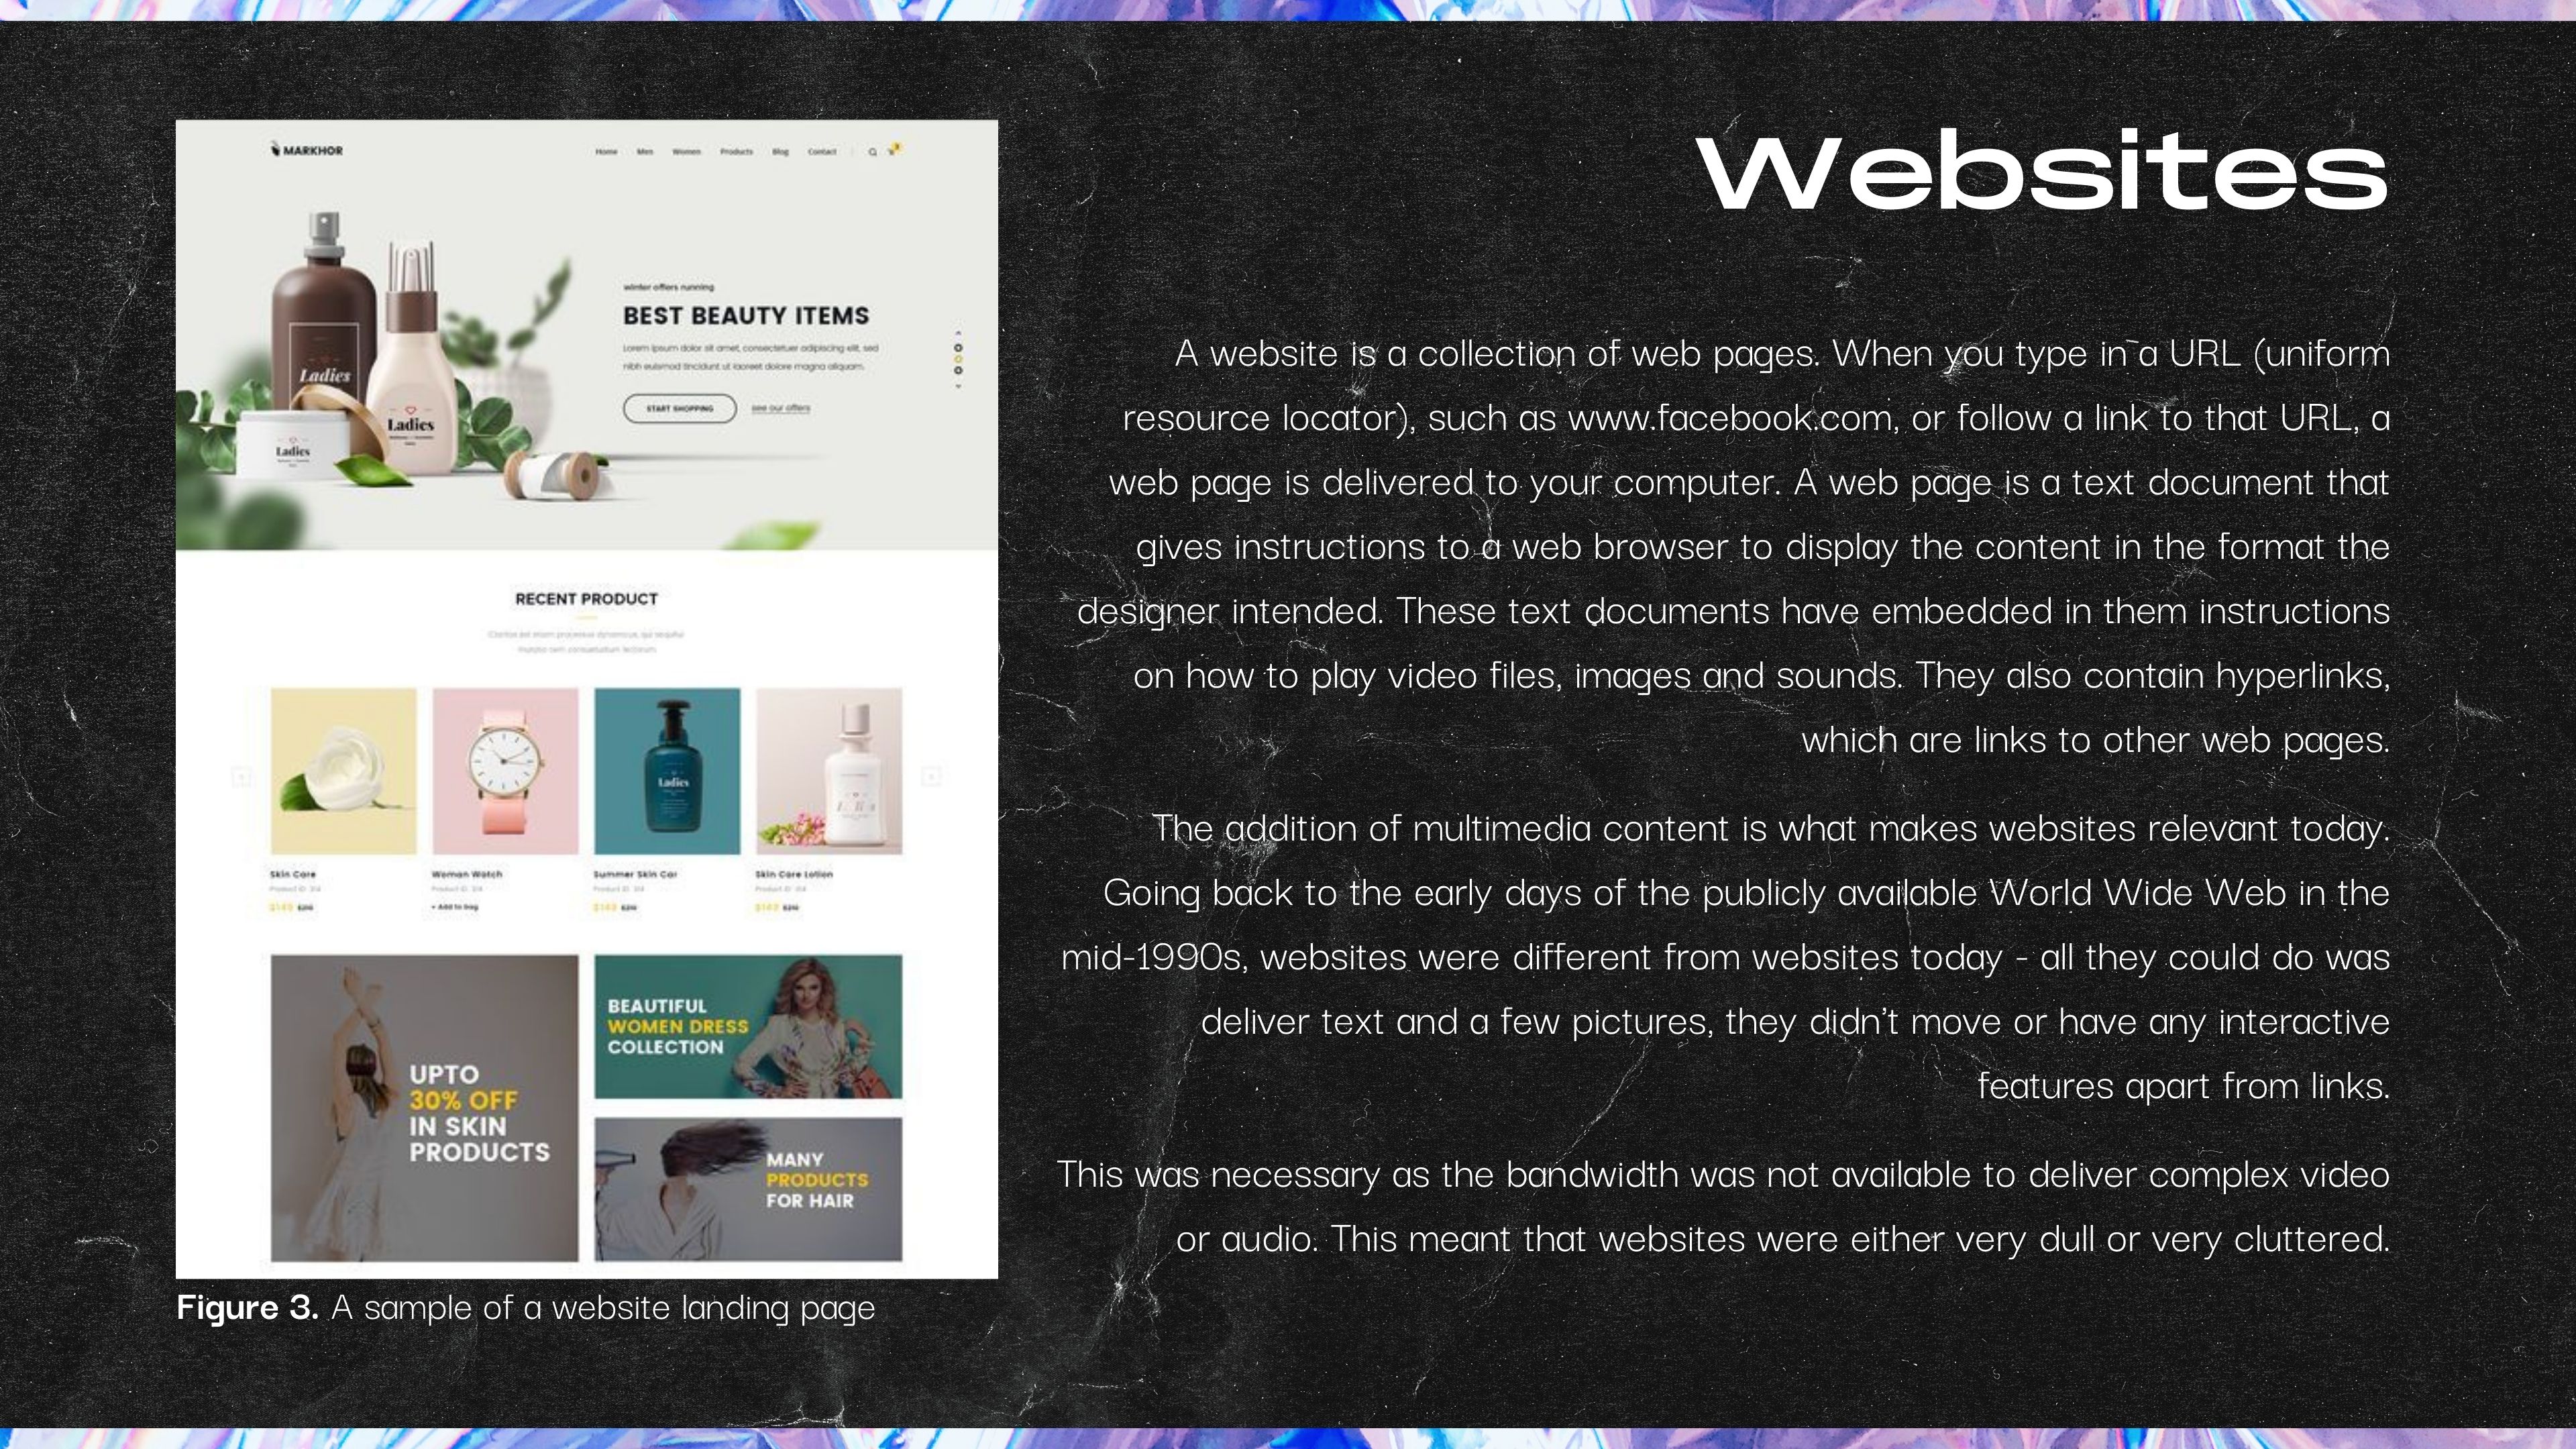 MARKHOR
Home Men Women Products Blog Contact
winter offers running
BEST BEAUTY ITEMS
Lorem ipsum dolor sit amet, consectetuer adipiscing elit, sed
nibh euismod tincidunt ut laoreet dolore magna aliquam.
START SHOPPING see our offers
Ladies
Ladies
Ladies
RECENT PRODUCT
Ladies
Skin Care Woman Watch Summer Skin Car Skin Care Lotion
$149 $210 + Add to bag $149 $210 $149 $210
UPTO
30% OFF
IN SKIN
PRODUCTS
BEAUTIFUL
WOMEN DRESS
COLLECTION
MANY
PRODUCTS
FOR HAIR
Figure 3. A sample of a website landing page
Websites
A website is a collection of web pages. When you type in a URL (uniform
resource locator), such as www.facebook.com, or follow a link to that URL, a
web page is delivered to your computer. A web page is a text document that
gives instructions to a web browser to display the content in the format the
designer intended. These text documents have embedded in them instructions
on how to play video files, images and sounds. They also contain hyperlinks,
which are links to other web pages.
The addition of multimedia content is what makes websites relevant today.
Going back to the early days of the publicly available World Wide Web in the
mid-1990s, websites were different from websites today - all they could do was
deliver text and a few pictures, they didn't move or have any interactive
features apart from links.
This was necessary as the bandwidth was not available to deliver complex video
or audio. This meant that websites were either very dull or very cluttered.